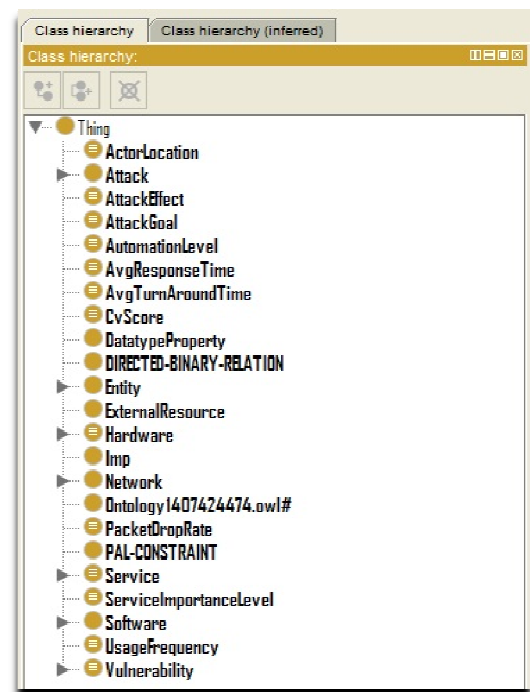 Class hierarchy Class hierarchy (inferred)
Class hierarchy:
Thing
ActorLocation
Attack
AttackEffect
AttackGoal
AutomationLevel
AvgResponseTime
AvgTurnAroundTime
CvScore
DatatypeProperty
DIRECTED-BINARY-RELATION
Entity
ExternalResource
Hardware
Imp
Network
Ontology1407424474.owl#
PacketDropRate
PAL-CONSTRAINT
Service
ServiceImportanceLevel
Software
UsageFrequency
Vulnerability